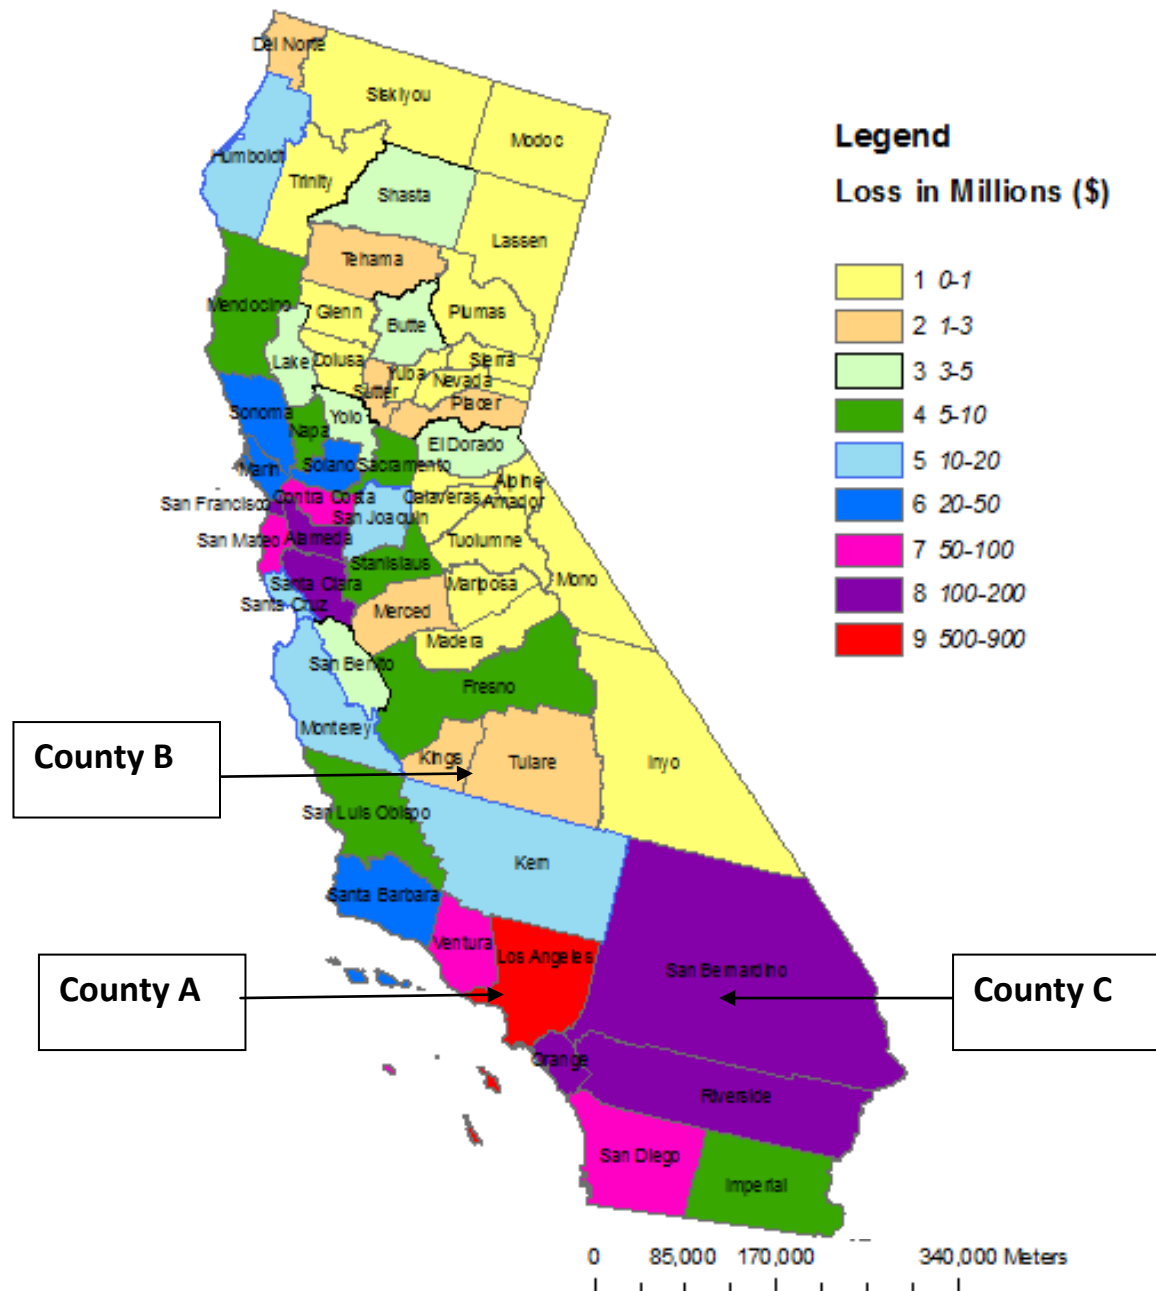 Del Norte
Siskiyou
Modoc
Humboldt
Trinity
Shasta
Lassen
Tehama
Mendocino
Glenn
Butte
Plumas
Lake
Colusa
Sierra
Yuba
Nevada
Sutter
Placer
Sonoma
Napa
Yolo
El Dorado
Marin
Solano
Sacramento
Alpine
San Francisco
Contra Costa
Calaveras
Amador
San Joaquin
San Mateo
Alameda
Tuolumne
Stanislaus
Santa Clara
Mariposa
Mono
Santa Cruz
Merced
Madera
San Benito
Fresno
Monterey
Kings
Tulare
Inyo
San Luis Obispo
Kern
Santa Barbara
Ventura
Los Angeles
San Bernardino
Orange
Riverside
San Diego
Imperial
County B
County A
County C
Legend
Loss in Millions ($)
1 0-1
2 1-3
3 3-5
4 5-10
5 10-20
6 20-50
7 50-100
8 100-200
9 500-900
0 85,000 170,000 340,000 Meters